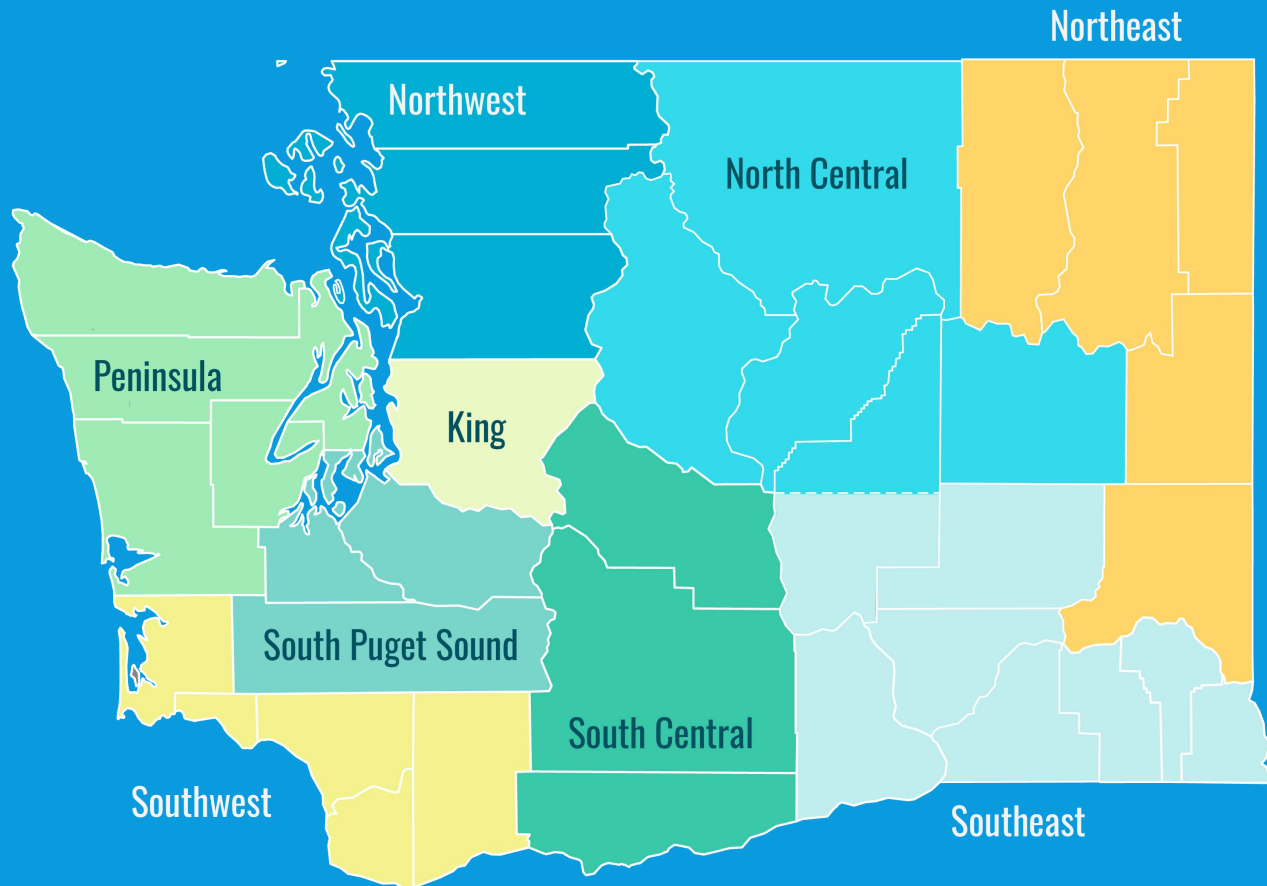 Northeast
Northwest
North Central
Peninsula
King
South Puget Sound
South Central
Southwest
Southeast